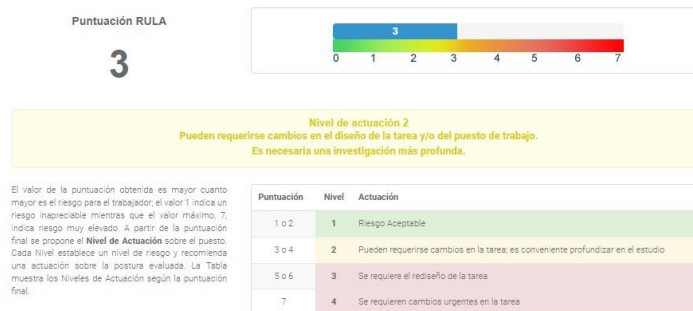 Puntuación RULA
3
3
0 1 2 3 4 5 6 7
Nivel de actuación 2
Pueden requerirse cambios en el diseño de la tarea y/o del puesto de trabajo.
Es necesaria una investigación más profunda.
El valor de la puntuación obtenida es mayor cuanto
mayor es el riesgo para el trabajador; el valor 1 indica un
riesgo inapreciable mientras que el valor máximo, 7,
indica riesgo muy elevado. A partir de la puntuación
final se propone el Nivel de Actuación sobre el puesto.
Cada Nivel establece un nivel de riesgo y recomienda
una actuación sobre la postura evaluada. La Tabla
muestra los Niveles de Actuación según la puntuación
final.
Puntuación Nivel Actuación
1 o 2 1 Riesgo Aceptable
3 o 4 2 Pueden requerirse cambios en la tarea; es conveniente profundizar en el estudio
5 o 6 3 Se requiere el rediseño de la tarea
7 4 Se requieren cambios urgentes en la tarea